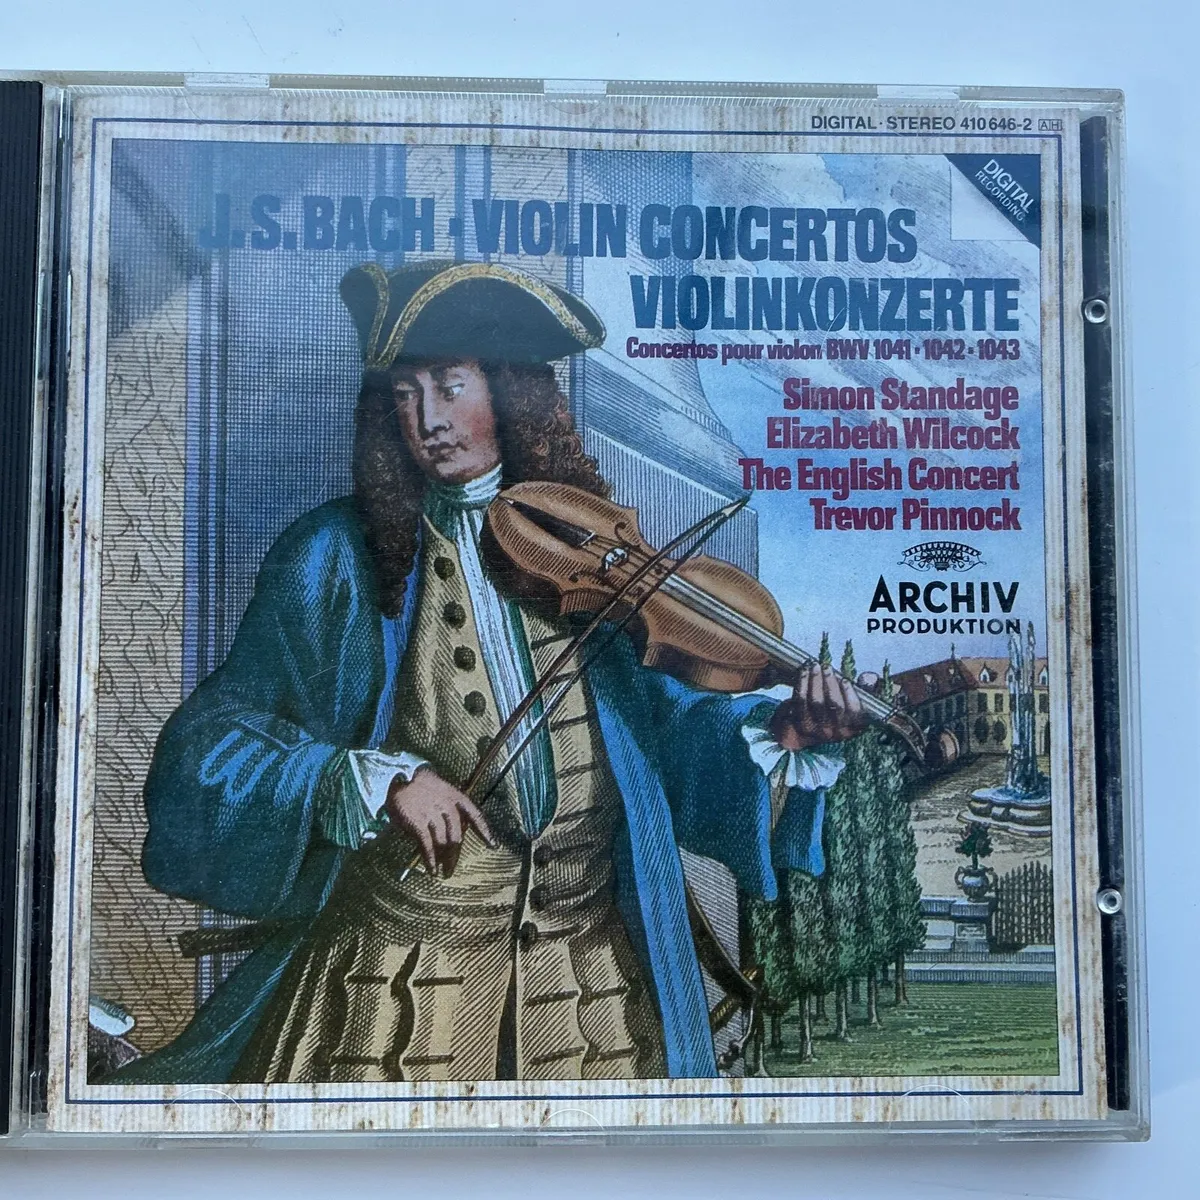 DIGITAL · STEREO 410 646-2 AH
DIGITAL
RECORDING
J.S. BACH · VIOLIN CONCERTOS
VIOLINKONZERTE
Concertos pour violon BWV 1041 · 1042 · 1043
Simon Standage
Elizabeth Wilcock
The English Concert
Trevor Pinnock
ARCHIV
PRODUKTION